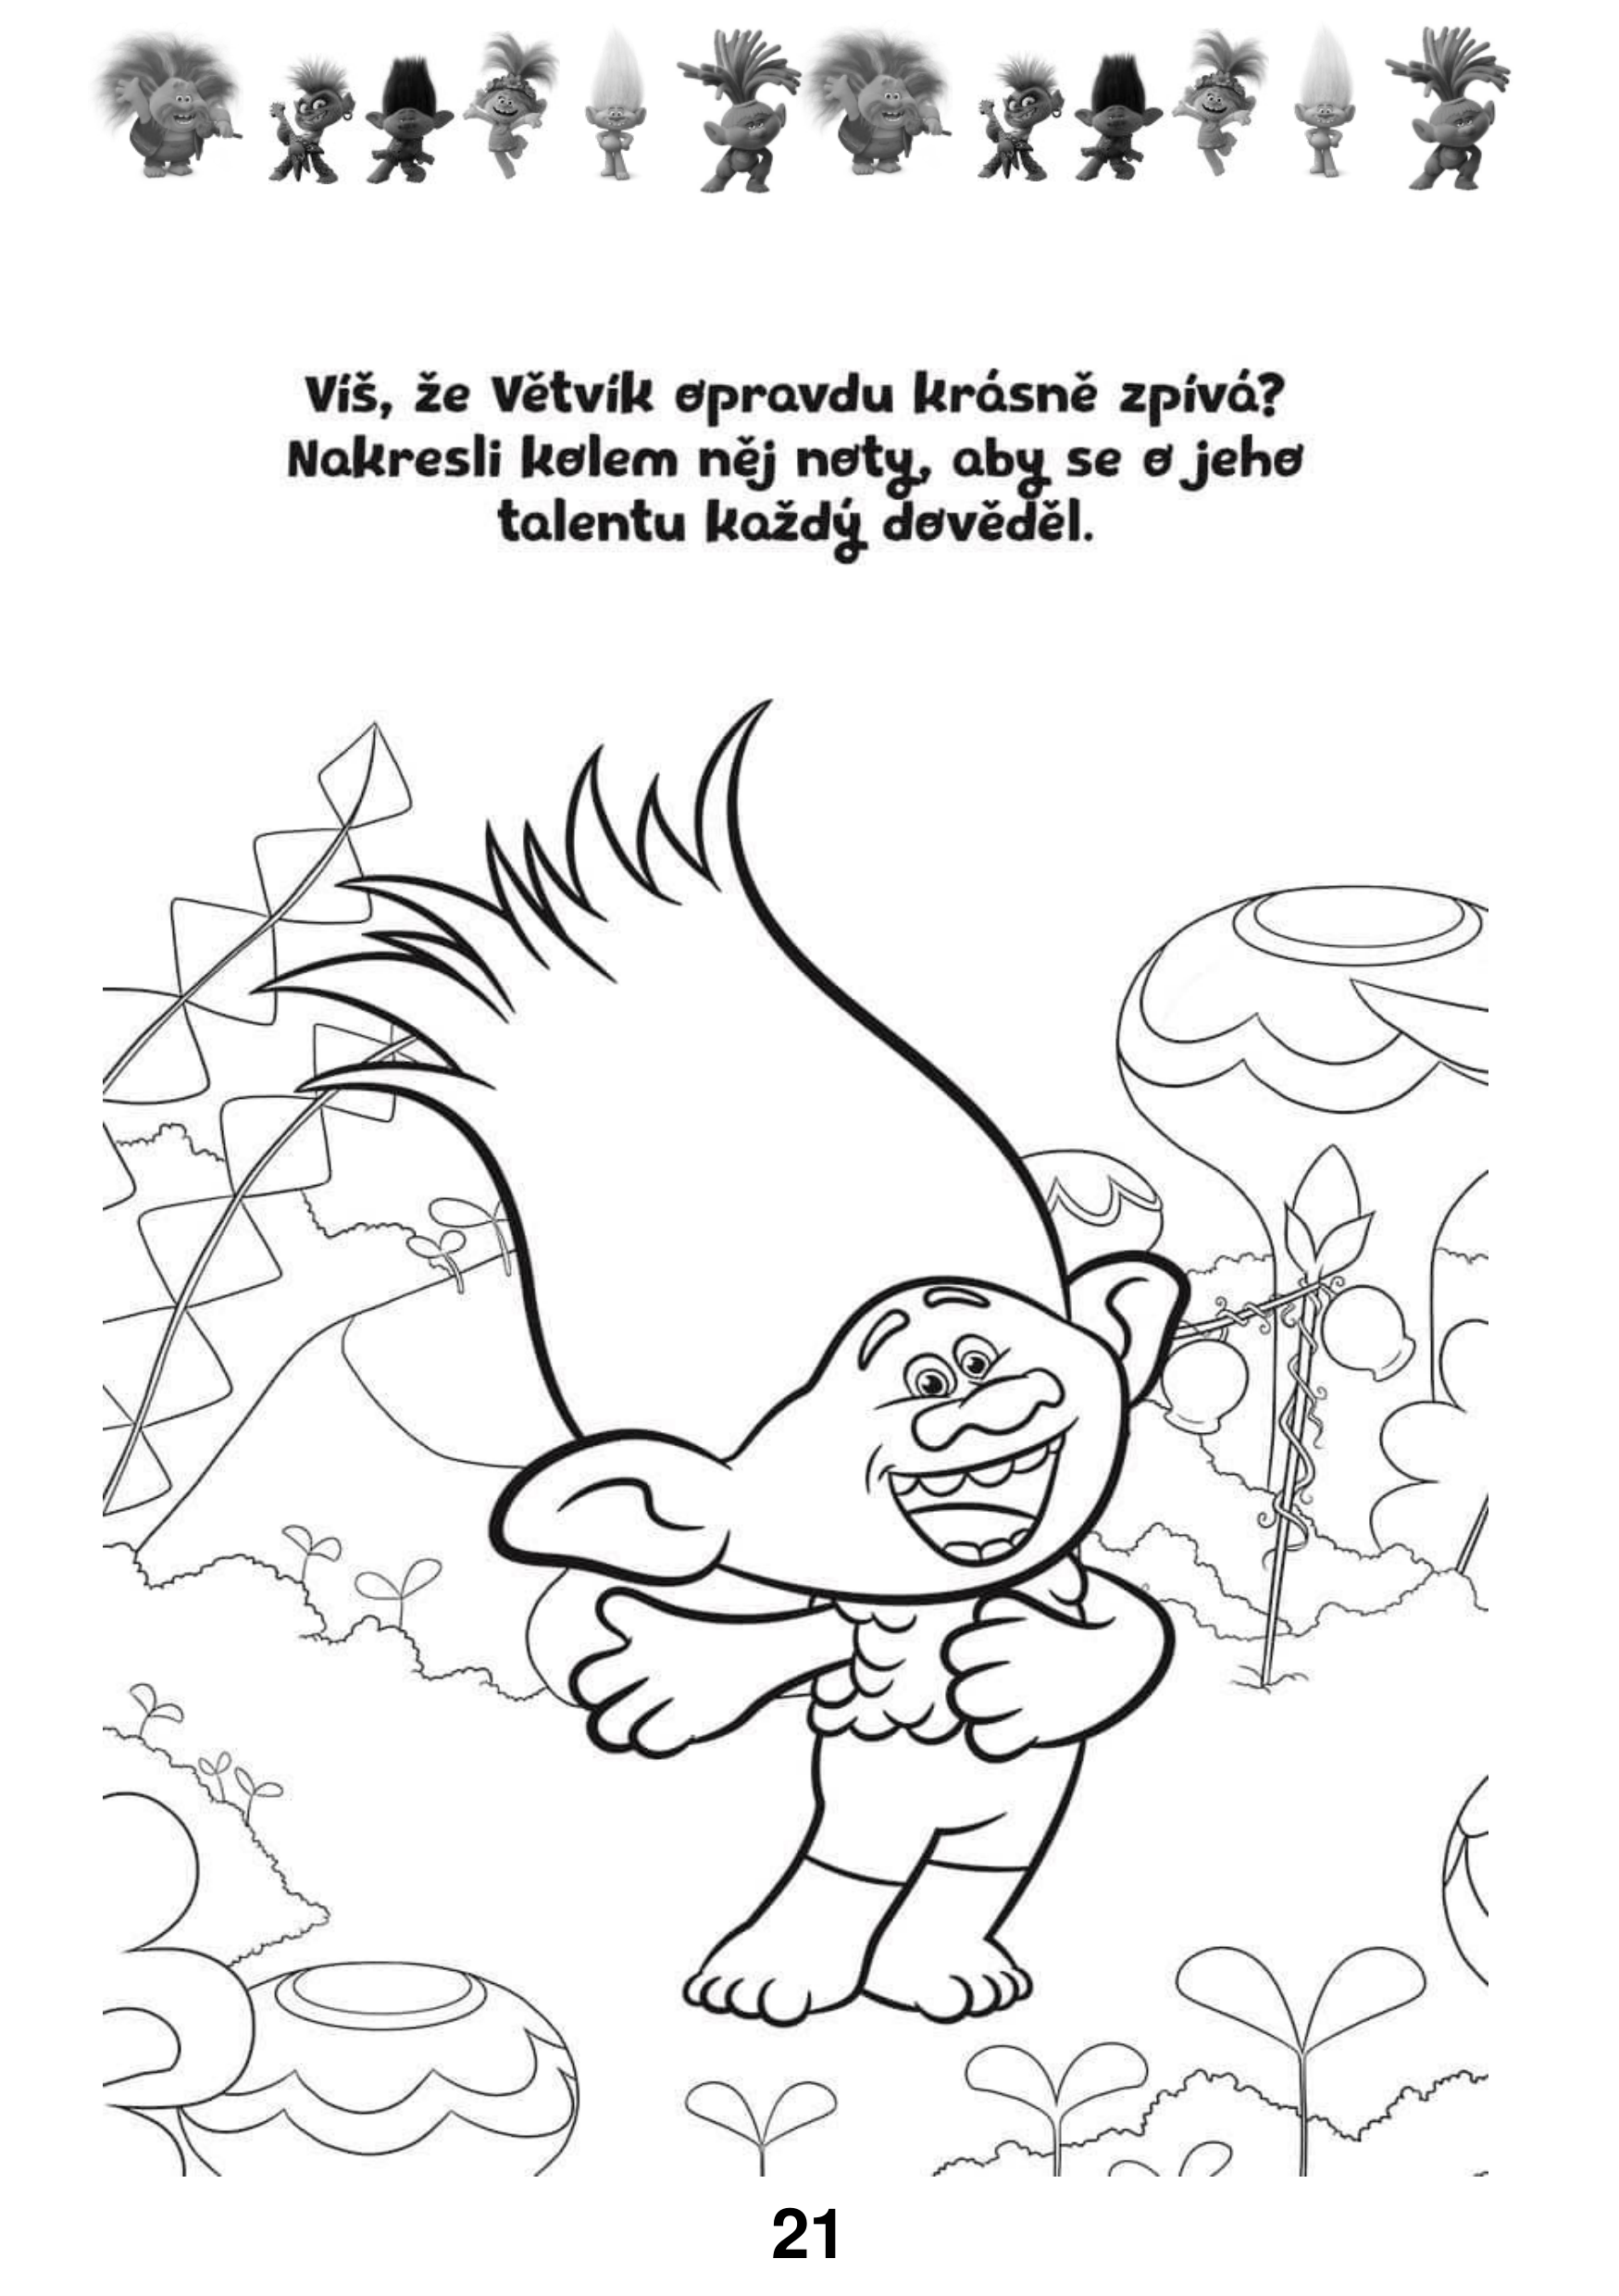 Víš, že Větvík opravdu krásně zpívá?
Nakresli kolem něj noty, aby se o jeho
talentu každý dověděl.
21